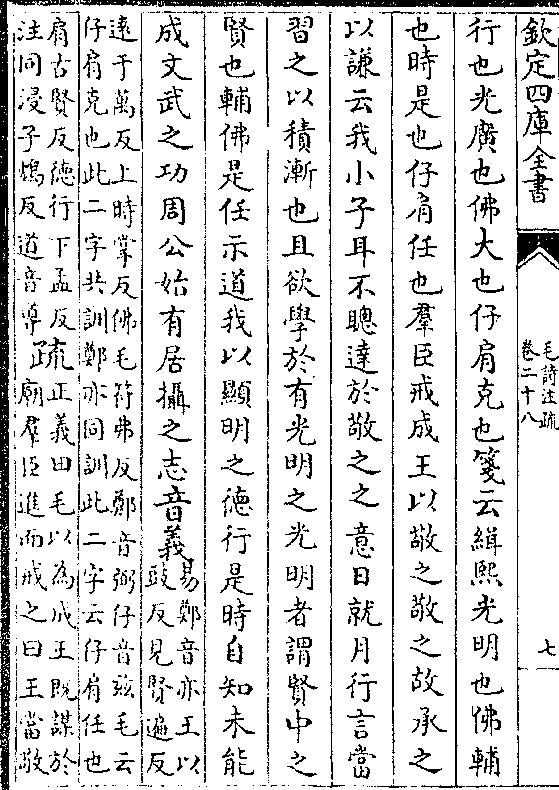 欽定四庫全書
毛詩注疏
卷二十八
七
行也光廣也佛大也仔肩克也箋云緝熙光明也佛輔
也時是也仔肩任也羣臣戒成王以敬之敬之故承之
以謙云我小子耳不聰達於敬之之意日就月行言當
習之以積漸也且欲學於有光明之光明者謂賢中之
賢也輔佛是任示道我以顯明之德行是時自知未能
成文武之功周公始有居攝之志音義
易鄭音亦王以
豉反見賢遍反
遠于萬反上時掌反佛毛符弗反鄭音弼仔音玆毛云
仔肩克也此二字共訓鄭亦同訓此二字云仔肩任也
肩古賢反德行下孟反
注同浸子鴆反道音導
疏
正義曰毛以為成王既謀於
廟羣臣進而戒之曰王當敬